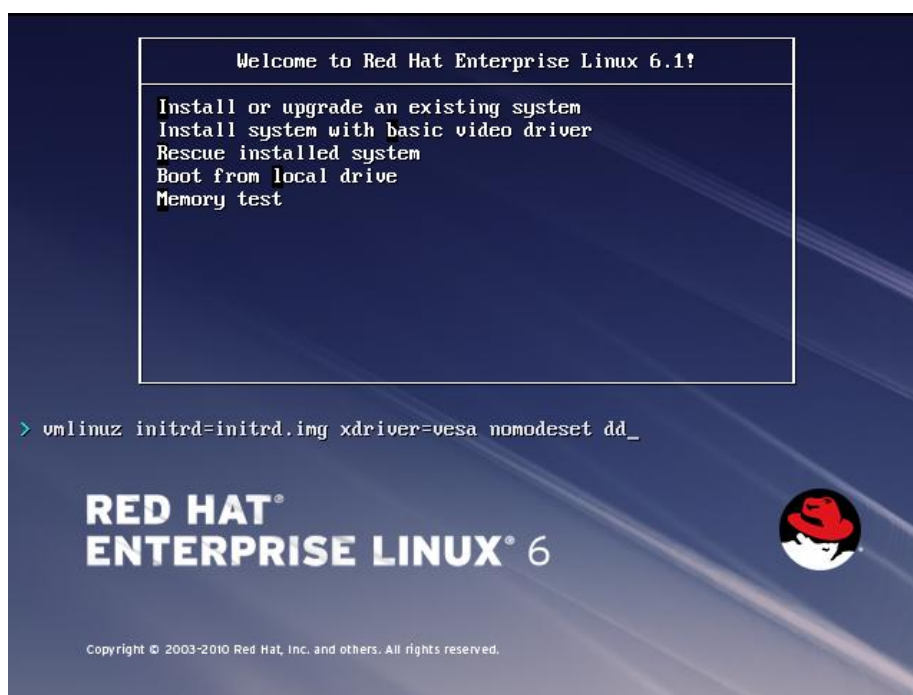 Welcome to Red Hat Enterprise Linux 6.1!
Install or upgrade an existing system
Install system with basic video driver
Rescue installed system
Boot from local drive
Memory test
> vmlinuz initrd=initrd.img xdriver=vesa nomodeset dd_
RED HAT®
ENTERPRISE LINUX® 6
Copyright © 2003-2010 Red Hat, Inc. and others. All rights reserved.